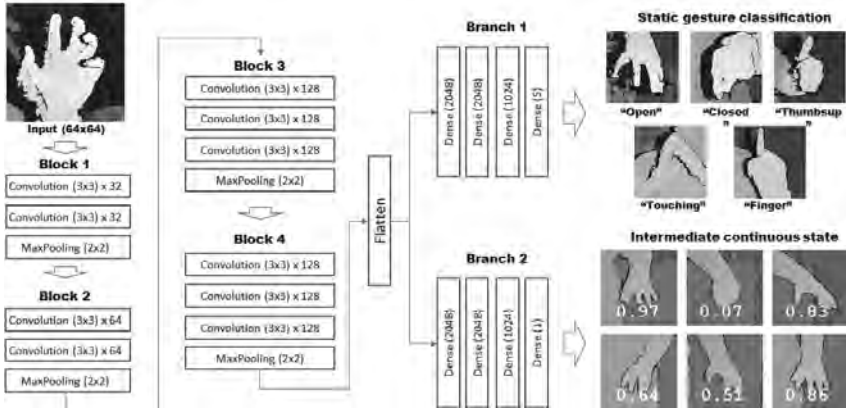 Input (64x64)
Block 1
Convolution (3x3) x 32
Convolution (3x3) x 32
MaxPooling (2x2)
Block 2
Convolution (3x3) x 64
Convolution (3x3) x 64
MaxPooling (2x2)
Block 3
Convolution (3x3) x 128
Convolution (3x3) x 128
Convolution (3x3) x 128
MaxPooling (2x2)
Block 4
Convolution (3x3) x 128
Convolution (3x3) x 128
Convolution (3x3) x 128
MaxPooling (2x2)
Flatten
Branch 1
Dense (2048)
Dense (2048)
Dense (1024)
Dense (5)
Branch 2
Dense (2048)
Dense (2048)
Dense (1024)
Dense (1)
Static gesture classification
"Open"
"Closed
"
"Thumbsup
"
"Touching"
"Finger"
Intermediate continuous state
0.97
0.07
0.83
0.64
0.51
0.86